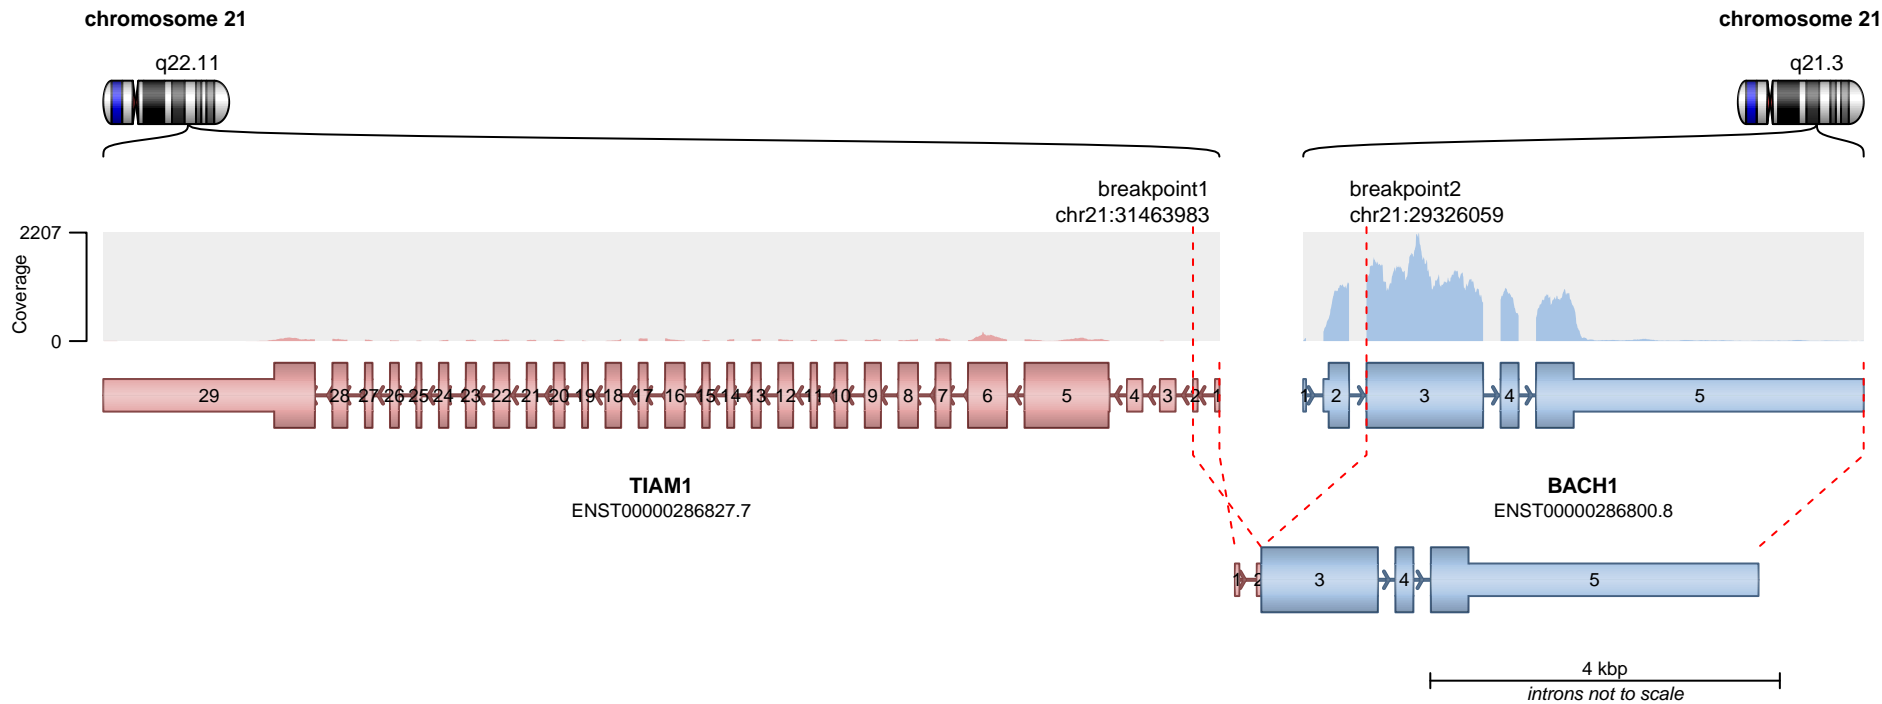 chromosome 21
chromosome 21
q22.11
q21.3
breakpoint1
chr21:31463983
breakpoint2
chr21:29326059
2207
Coverage
0
29 28 27 26 25 24 23 22 21 20 19 18 17 16 15 14 13 12 11 10 9 8 7 6 5 4 3 2 1
1 2 3 4 5
TIAM1
ENST00000286827.7
BACH1
ENST00000286800.8
1 2 3 4 5
4 kbp
introns not to scale